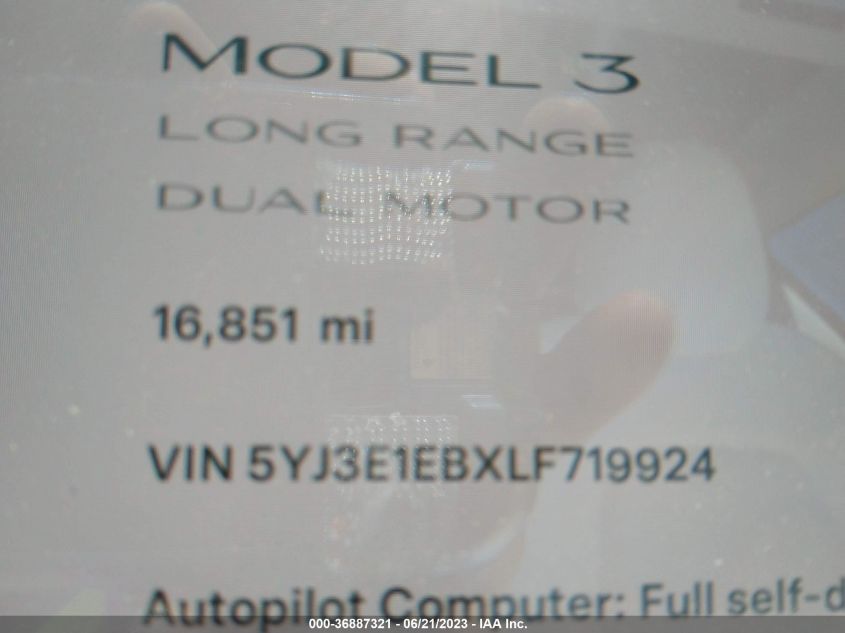 MODEL 3
LONG RANGE
DUAL MOTOR
16,851 mi
VIN 5YJ3E1EBXLF719924
Autopilot Computer: Full self-d
000-36887321 - 06/21/2023 - IAA Inc.